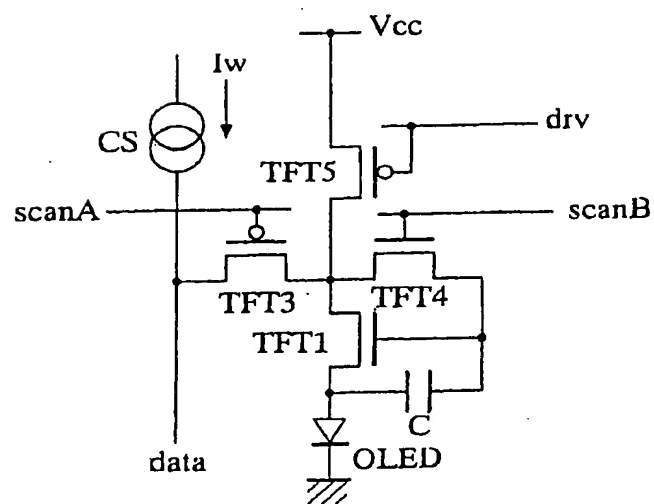 Vcc
Iw
CS
drv
TFT5
scanA
scanB
TFT3
TFT4
TFT1
C
data
OLED